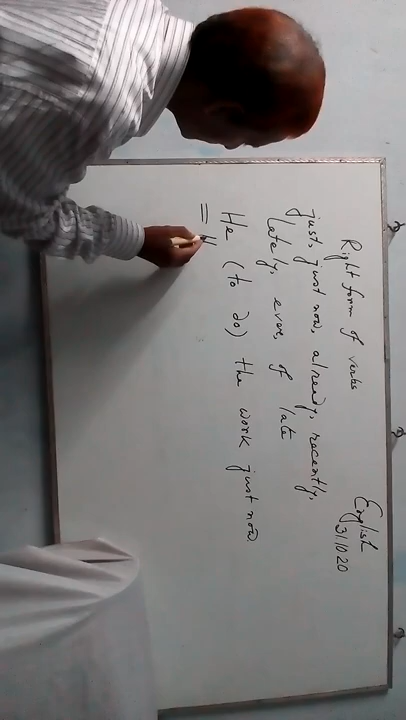 English
31.10.20
Right form of verbs
just, just now, already, recently,
lately, ever, of late
He (to do) the work just now.
=